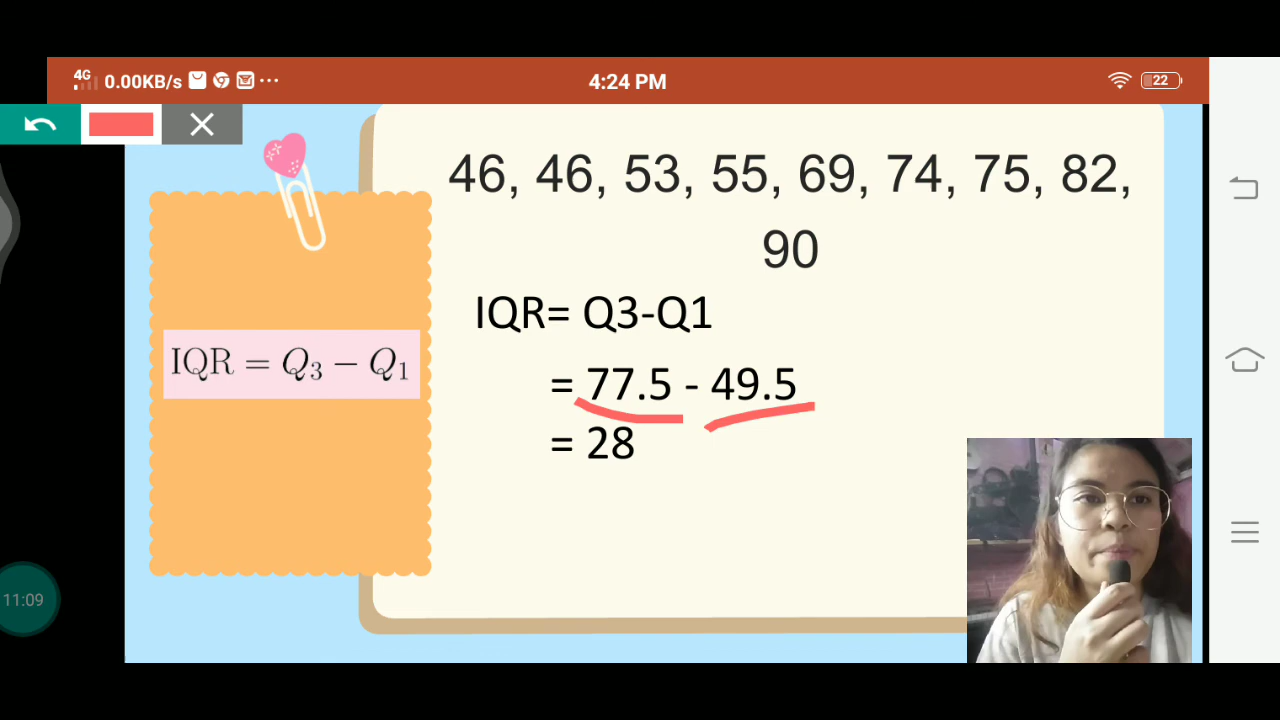 4G 0.00KB/s ... 4:24 PM 22
46, 46, 53, 55, 69, 74, 75, 82,
90
IQR= Q3-Q1
IQR = Q₃ − Q₁
= 77.5 - 49.5
= 28
11:09